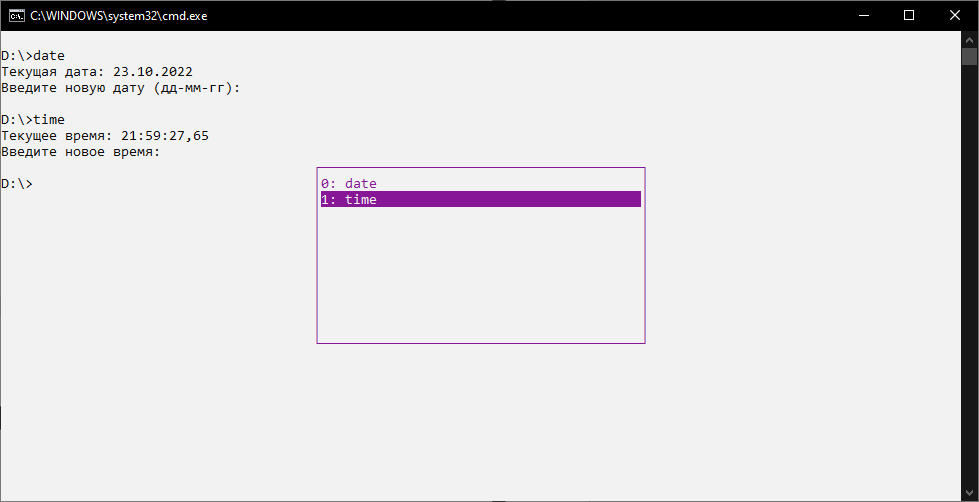 C:\WINDOWS\system32\cmd.exe
D:\>date
Текущая дата: 23.10.2022
Введите новую дату (дд-мм-гг):
D:\>time
Текущее время: 21:59:27,65
Введите новое время:
D:\>
0: date
1: time